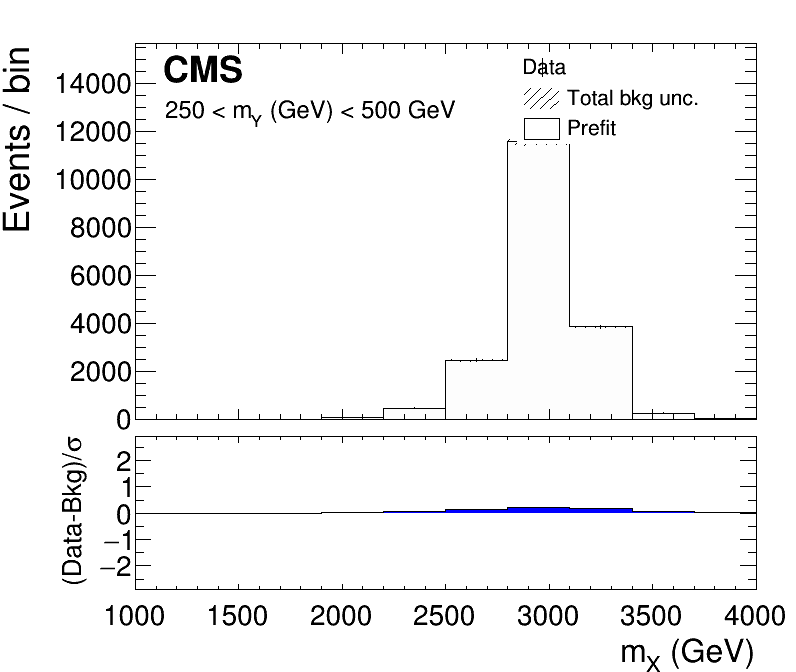 CMS
250 < mY (GeV) < 500 GeV
Data
Total bkg unc.
Prefit
Events / bin
14000
12000
10000
8000
6000
4000
2000
0
(Data-Bkg)/σ
2
1
0
−1
−2
1000 1500 2000 2500 3000 3500 4000
mX (GeV)